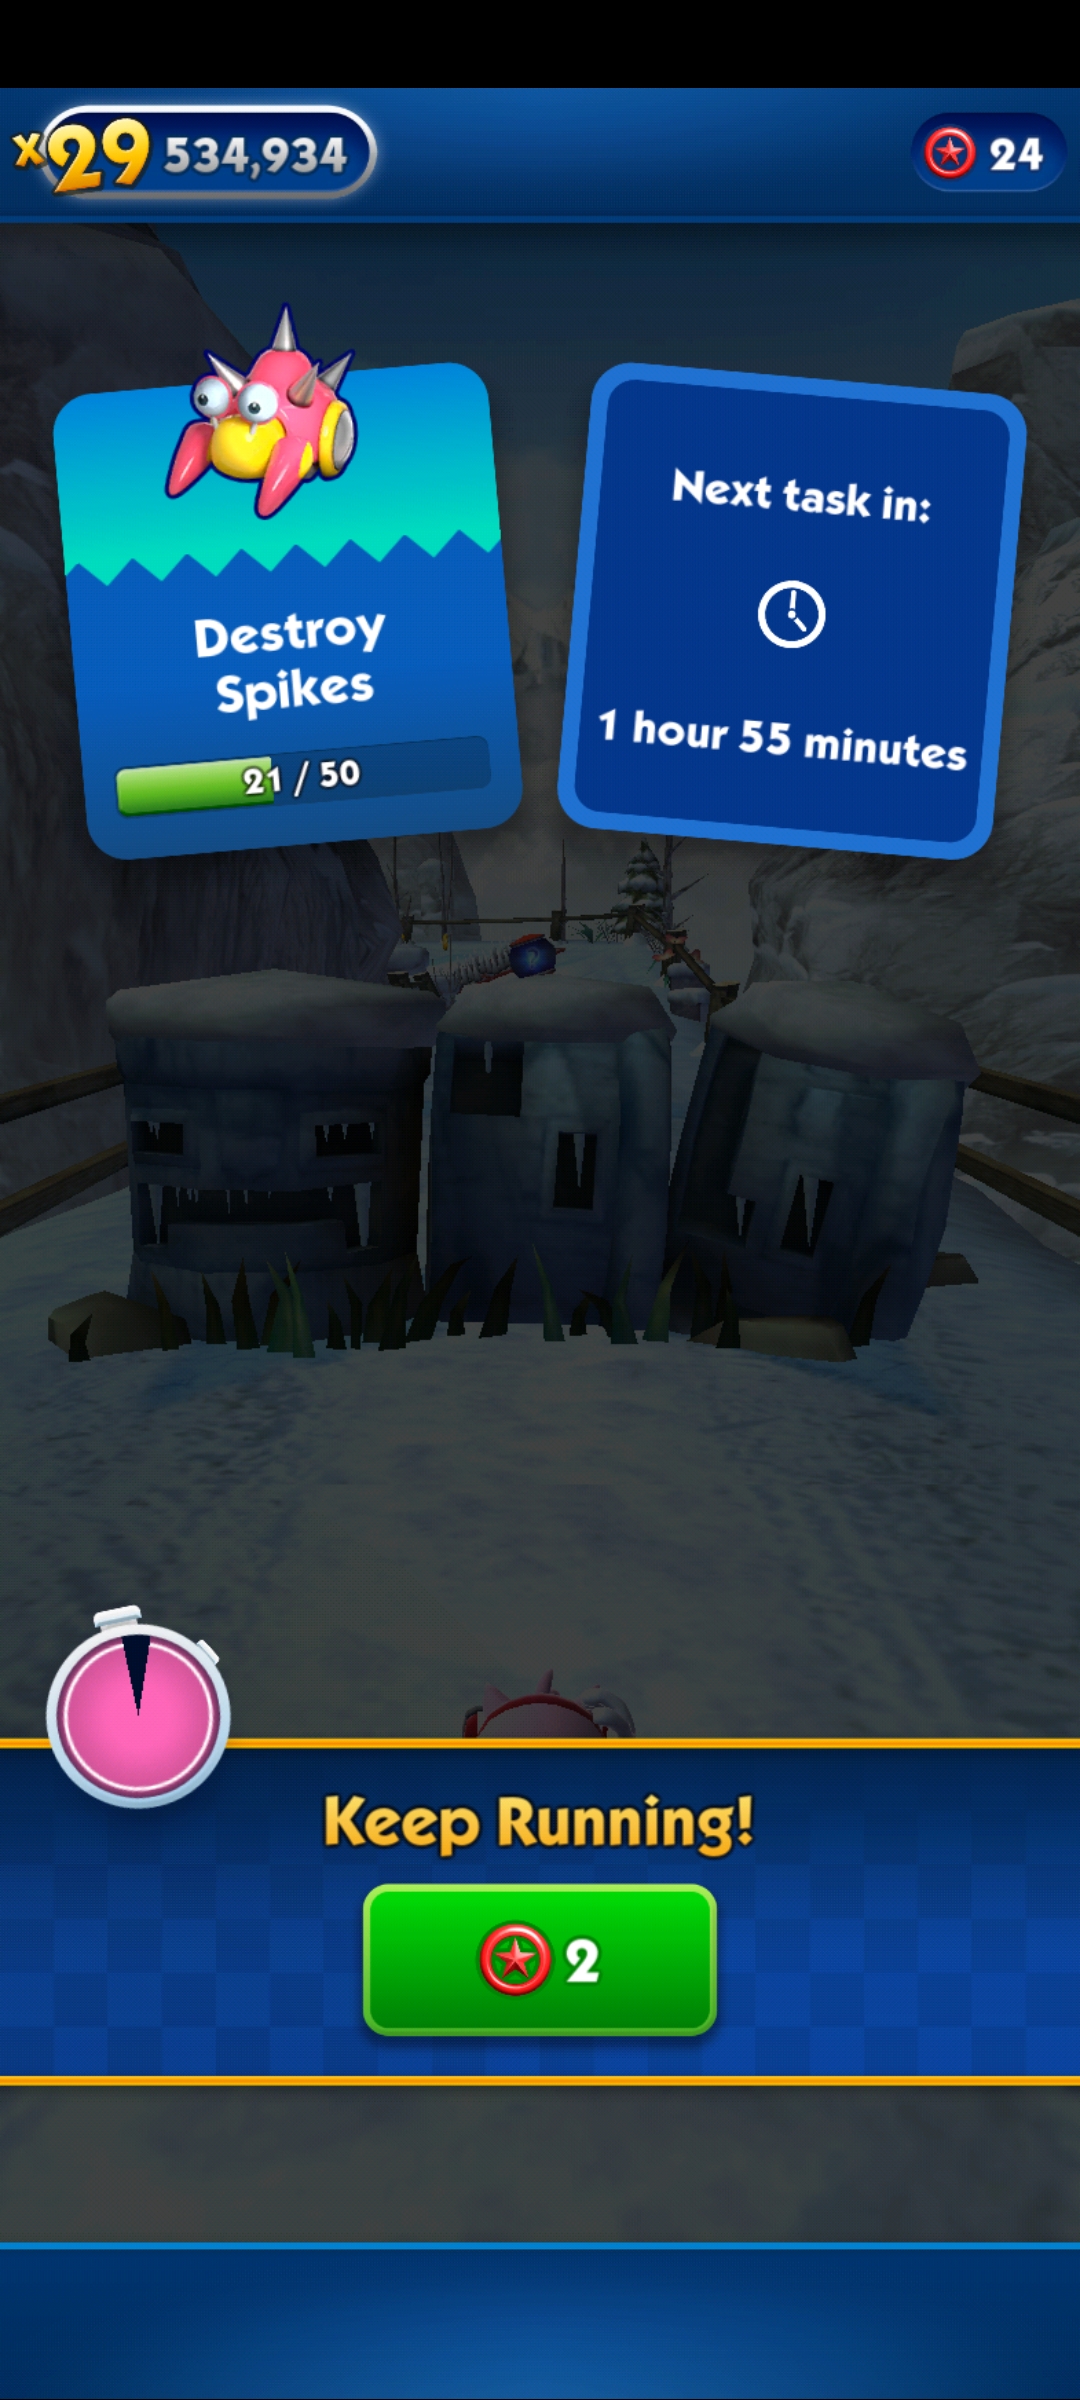 x29 534,934
24
Destroy
Spikes
21 / 50
Next task in:
1 hour 55 minutes
Keep Running!
2